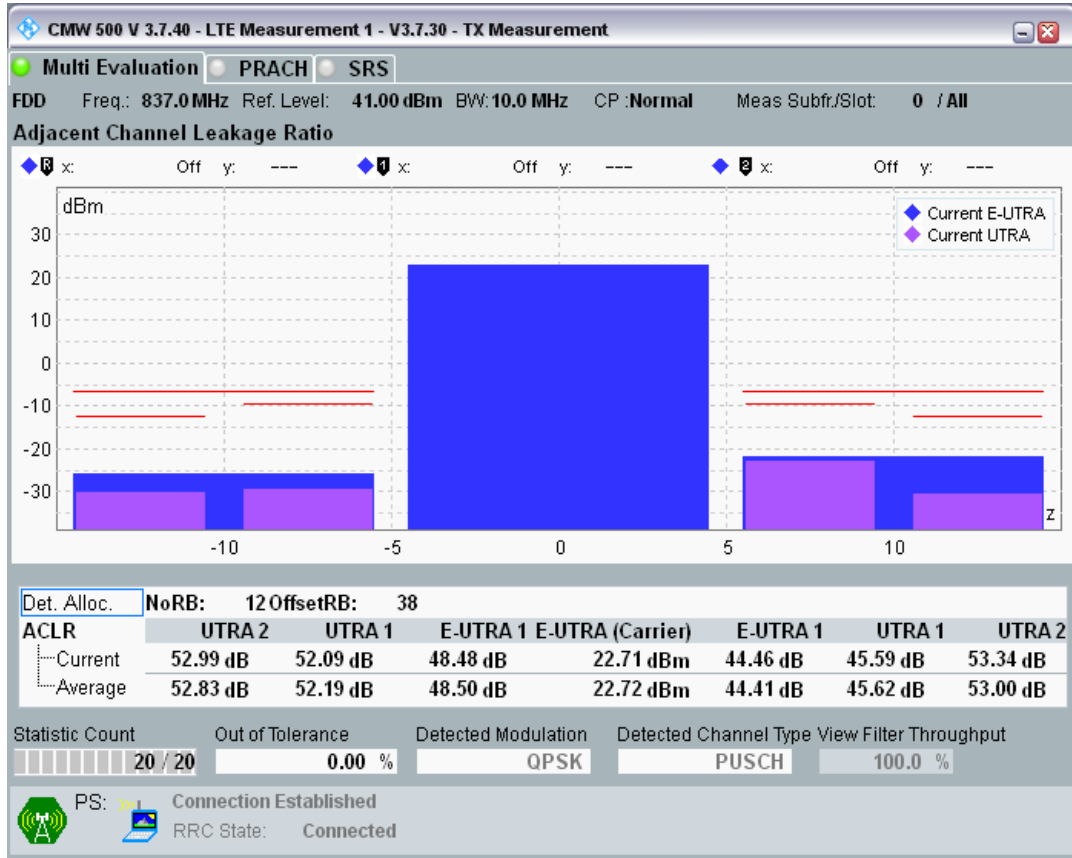 CMW 500 V 3.7.40 - LTE Measurement 1 - V3.7.30 - TX Measurement
Multi Evaluation PRACH SRS
FDD Freq.: 837.0 MHz Ref. Level: 41.00 dBm BW: 10.0 MHz CP :Normal Meas Subfr./Slot: 0 / All
Adjacent Channel Leakage Ratio
R x: Off y: --- 1 x: Off y: --- 2 x: Off y: ---
dBm
Current E-UTRA
Current UTRA
30
20
10
0
-10
-20
-30
z
-10 -5 0 5 10
Det. Alloc. NoRB: 12 OffsetRB: 38
ACLR UTRA 2 UTRA 1 E-UTRA 1 E-UTRA (Carrier) E-UTRA 1 UTRA 1 UTRA 2
Current 52.99 dB 52.09 dB 48.48 dB 22.71 dBm 44.46 dB 45.59 dB 53.34 dB
Average 52.83 dB 52.19 dB 48.50 dB 22.72 dBm 44.41 dB 45.62 dB 53.00 dB
Statistic Count Out of Tolerance Detected Modulation Detected Channel Type View Filter Throughput
20 / 20 0.00 % QPSK PUSCH 100.0 %
PS: Connection Established
RRC State: Connected